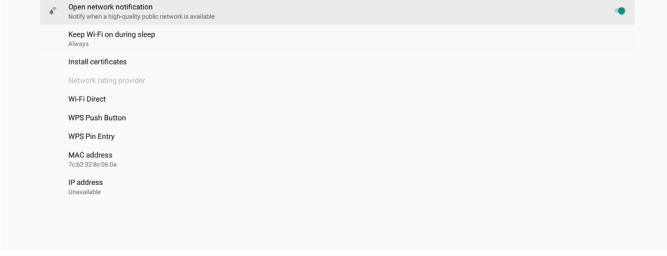 Open network notification
Notify when a high-quality public network is available
Keep Wi-Fi on during sleep
Always
Install certificates
Network rating provider
Wi-Fi Direct
WPS Push Button
WPS Pin Entry
MAC address
7c:b2:32:8c:06:0a
IP address
Unavailable